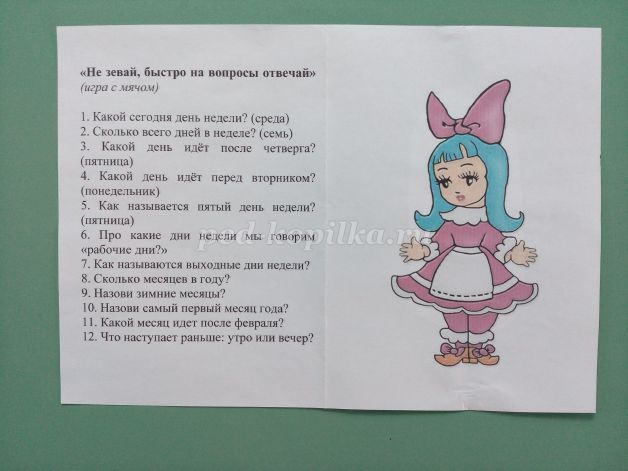 «Не зевай, быстро на вопросы отвечай»
(игра с мячом)
1. Какой сегодня день недели? (среда)
2. Сколько всего дней в неделе? (семь)
3. Какой день идёт после четверга?
(пятница)
4. Какой день идёт перед вторником?
(понедельник)
5. Как называется пятый день недели?
(пятница)
6. Про какие дни недели мы говорим
«рабочие дни?»
7. Как называются выходные дни недели?
8. Сколько месяцев в году?
9. Назови зимние месяцы?
10. Назови самый первый месяц года?
11. Какой месяц идет после февраля?
12. Что наступает раньше: утро или вечер?
ped-kopilka.ru